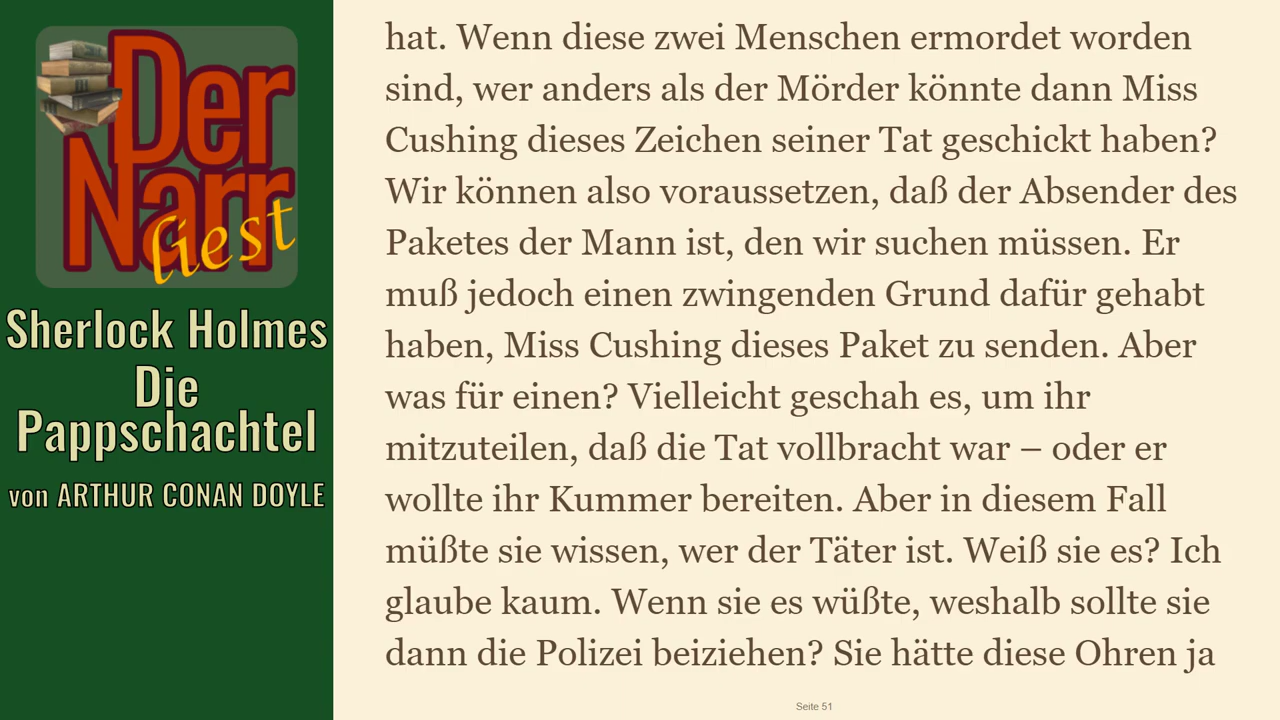 Der
Narr
liest
Sherlock Holmes
Die
Pappschachtel
von ARTHUR CONAN DOYLE
hat. Wenn diese zwei Menschen ermordet worden
sind, wer anders als der Mörder könnte dann Miss
Cushing dieses Zeichen seiner Tat geschickt haben?
Wir können also voraussetzen, daß der Absender des
Paketes der Mann ist, den wir suchen müssen. Er
muß jedoch einen zwingenden Grund dafür gehabt
haben, Miss Cushing dieses Paket zu senden. Aber
was für einen? Vielleicht geschah es, um ihr
mitzuteilen, daß die Tat vollbracht war – oder er
wollte ihr Kummer bereiten. Aber in diesem Fall
müßte sie wissen, wer der Täter ist. Weiß sie es? Ich
glaube kaum. Wenn sie es wüßte, weshalb sollte sie
dann die Polizei beiziehen? Sie hätte diese Ohren ja
Seite 51